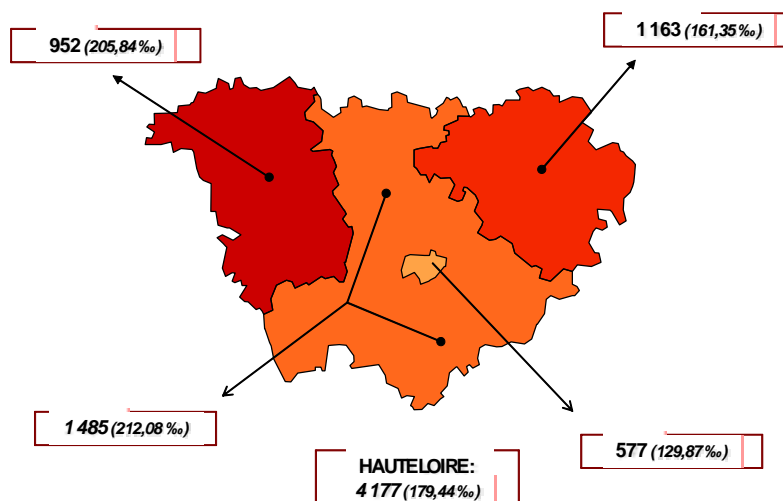 952 (205,84 ‰)
1 163 (161,35 ‰)
1 485 (212,08 ‰)
577 (129,87 ‰)
HAUTELOIRE:
4 177 (179,44 ‰)